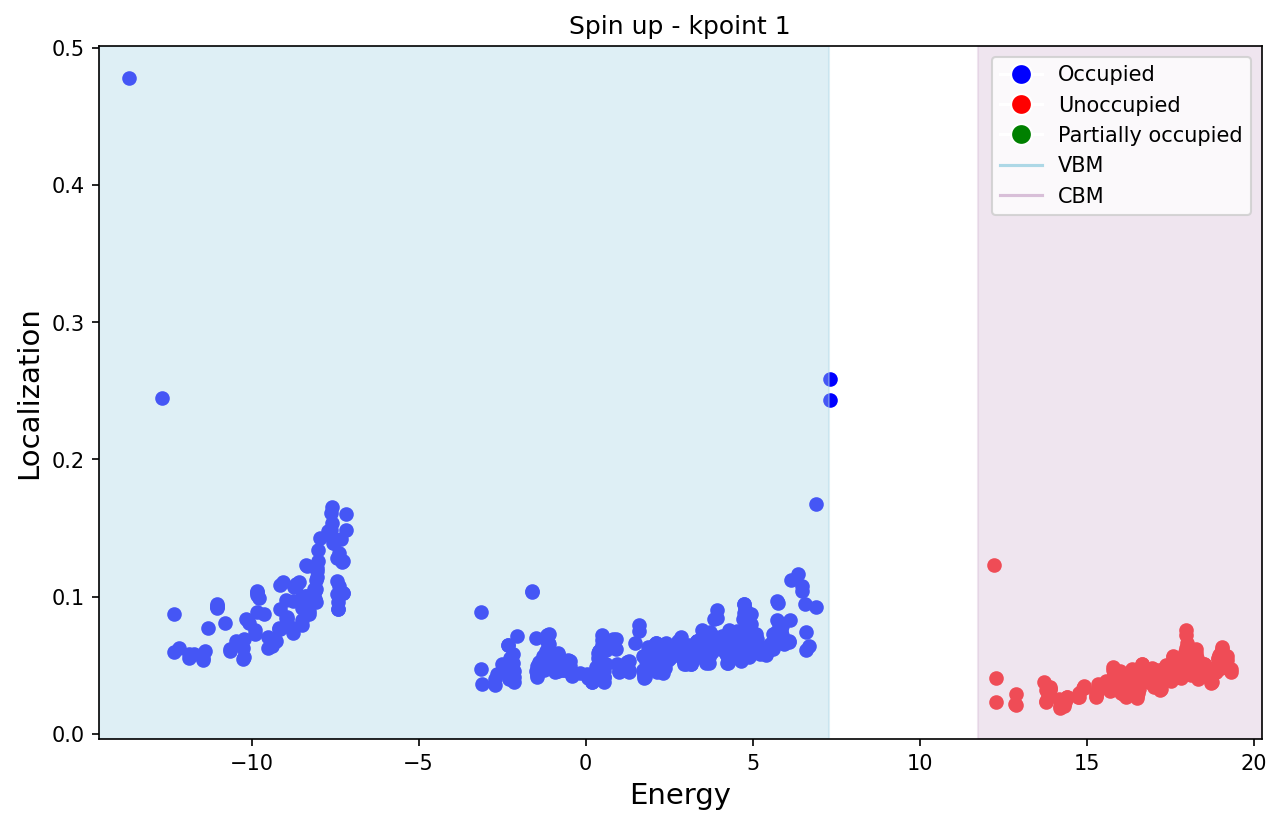 Spin up - kpoint 1
Localization
0.5
0.4
0.3
0.2
0.1
0.0
Occupied
Unoccupied
Partially occupied
VBM
CBM
−10
−5
0
5
10
15
20
Energy